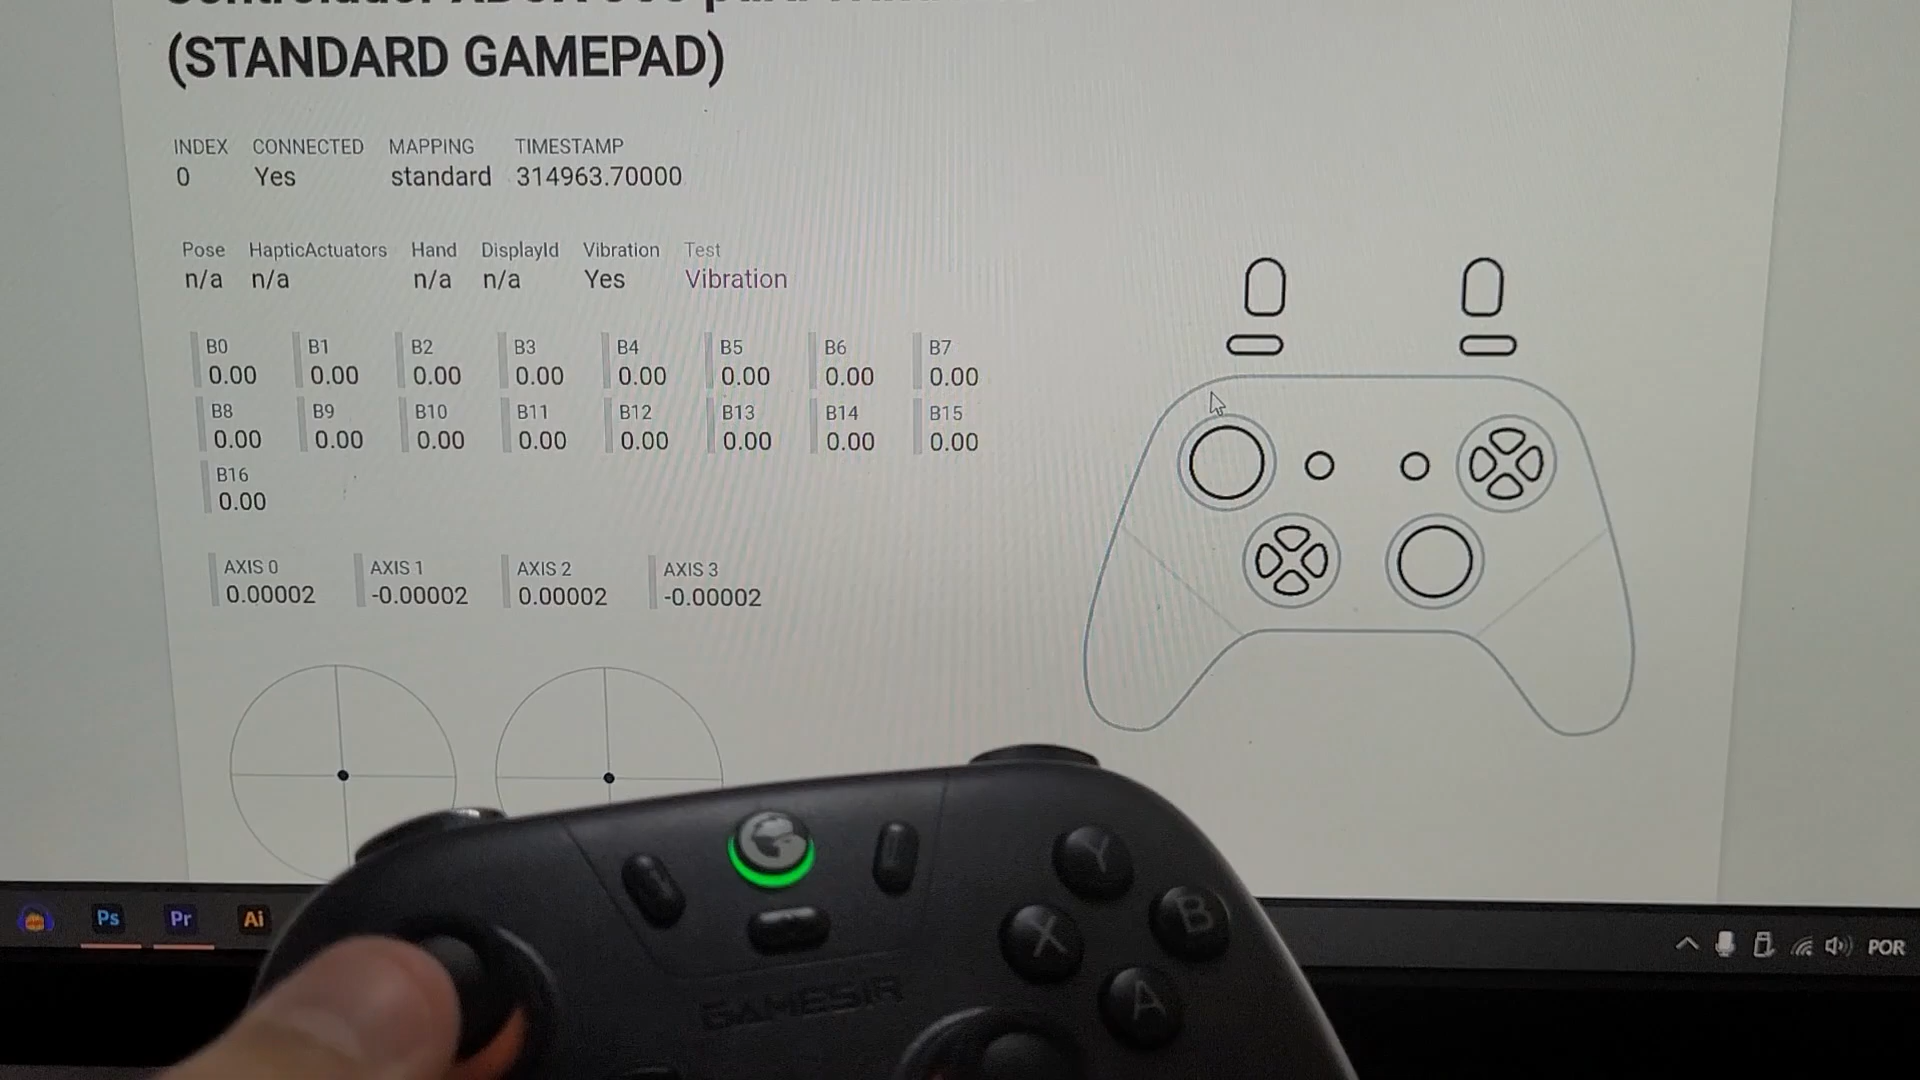 (STANDARD GAMEPAD)
INDEX CONNECTED MAPPING TIMESTAMP
0 Yes standard 314963.70000
Pose HapticActuators Hand DisplayId Vibration Test
n/a n/a n/a n/a Yes Vibration
B0 B1 B2 B3 B4 B5 B6 B7
0.00 0.00 0.00 0.00 0.00 0.00 0.00 0.00
B8 B9 B10 B11 B12 B13 B14 B15
0.00 0.00 0.00 0.00 0.00 0.00 0.00 0.00
B16
0.00
AXIS 0 AXIS 1 AXIS 2 AXIS 3
0.00002 -0.00002 0.00002 -0.00002
Y
X B
A
GAMESIR
Ps Pr Ai
POR